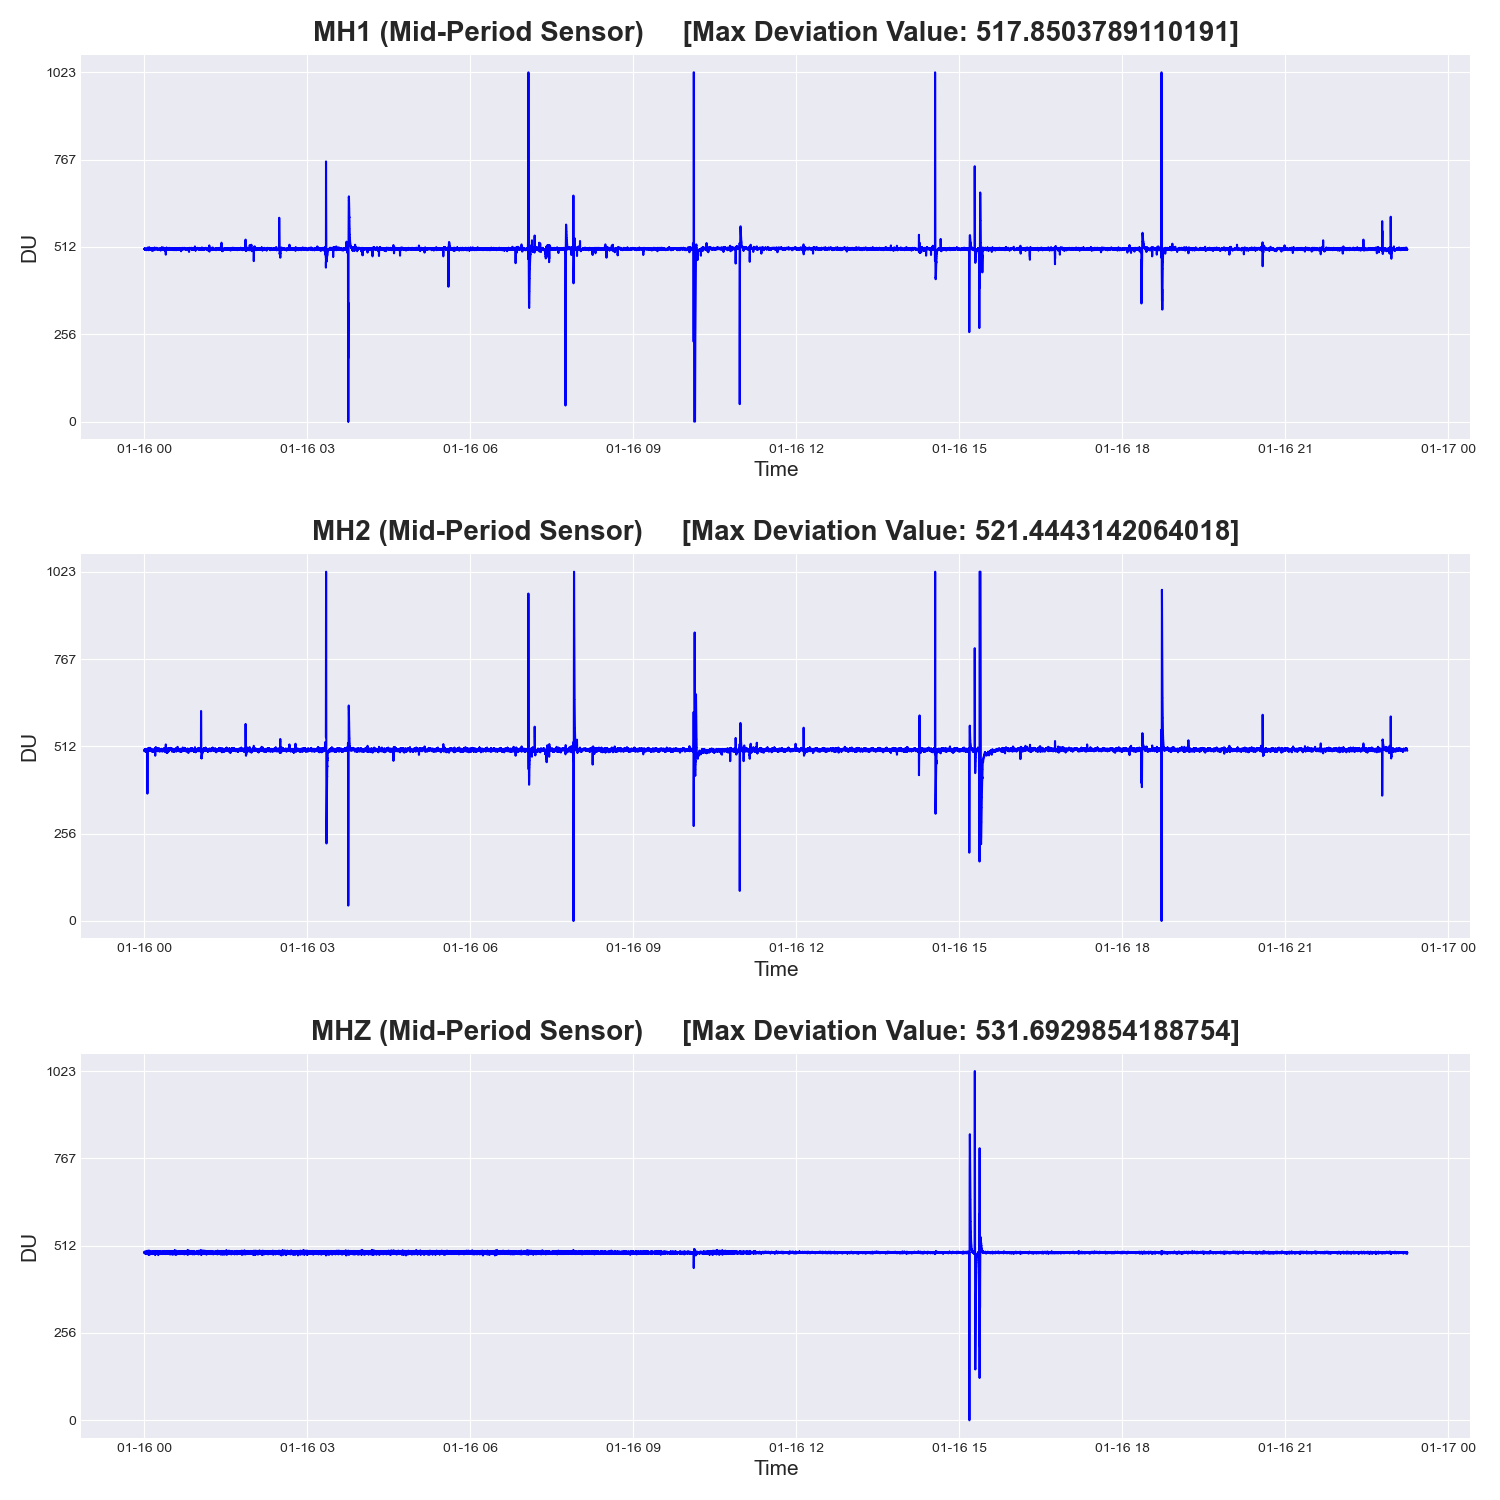 MH1 (Mid-Period Sensor)     [Max Deviation Value: 517.8503789110191]
1023
767
512
256
0
DU
01-16 00 01-16 03 01-16 06 01-16 09 01-16 12 01-16 15 01-16 18 01-16 21 01-17 00
Time
MH2 (Mid-Period Sensor)     [Max Deviation Value: 521.4443142064018]
1023
767
512
256
0
DU
01-16 00 01-16 03 01-16 06 01-16 09 01-16 12 01-16 15 01-16 18 01-16 21 01-17 00
Time
MHZ (Mid-Period Sensor)     [Max Deviation Value: 531.6929854188754]
1023
767
512
256
0
DU
01-16 00 01-16 03 01-16 06 01-16 09 01-16 12 01-16 15 01-16 18 01-16 21 01-17 00
Time